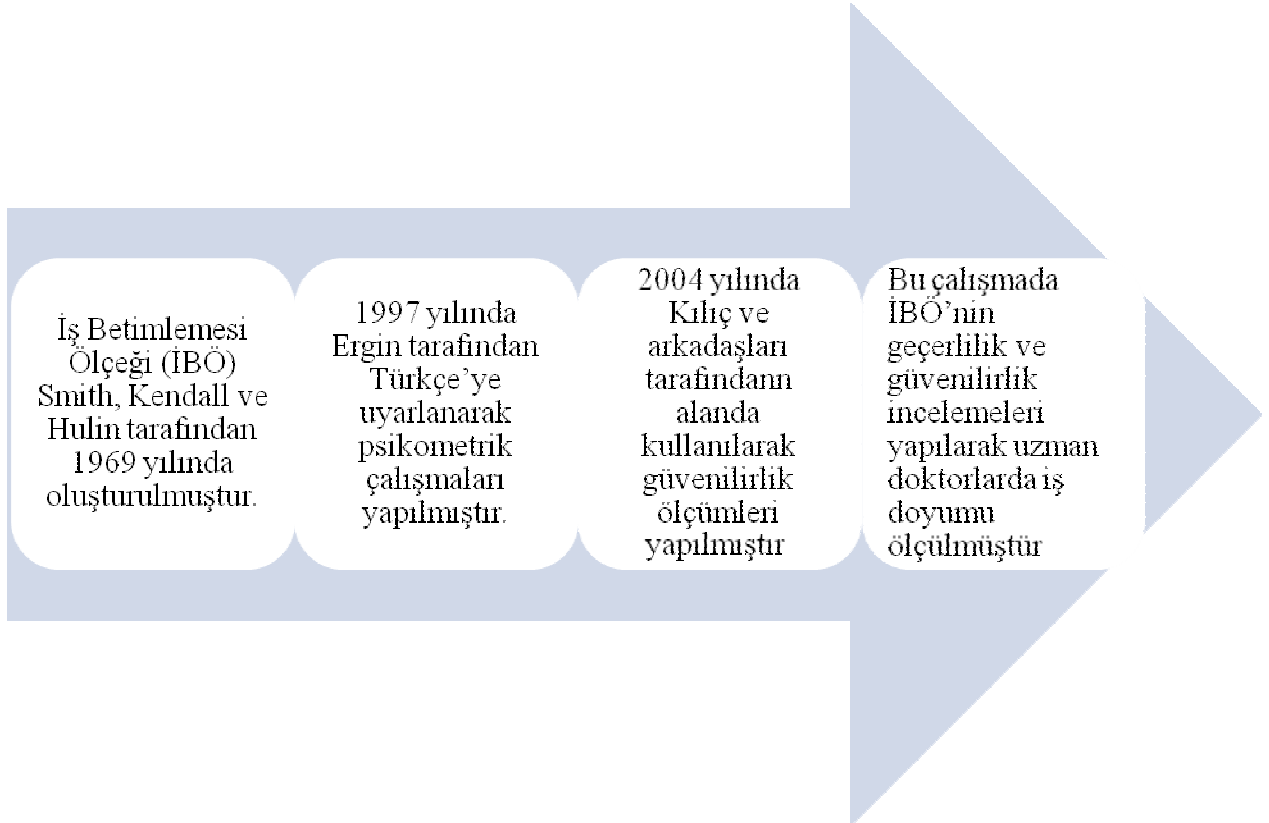 İş Betimlemesi
Ölçeği (İBÖ)
Smith, Kendall ve
Hulin tarafından
1969 yılında
oluşturulmuştur.
1997 yılında
Ergin tarafından
Türkçe’ye
uyarlanarak
psikometrik
çalışmaları
yapılmıştır.
2004 yılında
Kılıç ve
arkadaşları
tarafındann
alanda
kullanılarak
güvenilirlik
ölçümleri
yapılmıştır
Bu çalışmada
İBÖ’nin
geçerlilik ve
güvenilirlik
incelemeleri
yapılarak uzman
doktorlarda iş
doyumu
ölçülmüştür